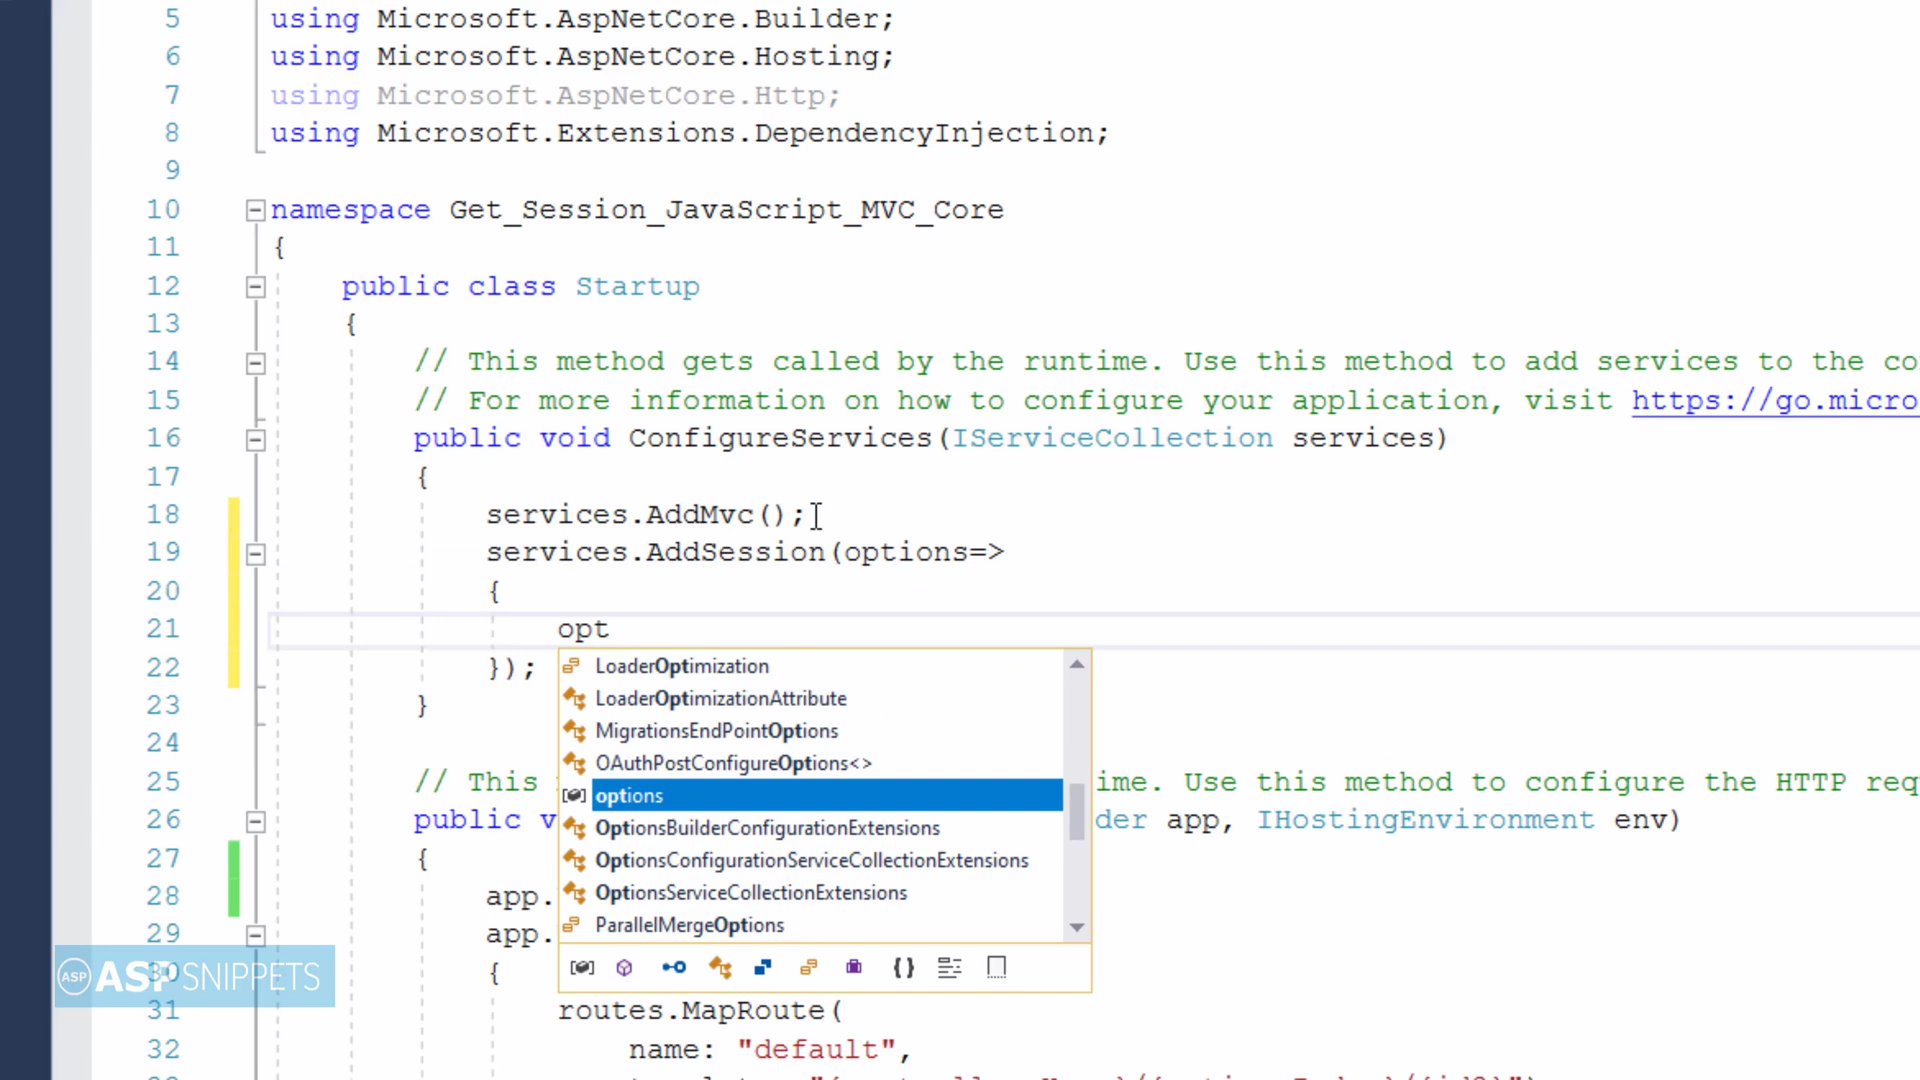 5 using Microsoft.AspNetCore.Builder;
6 using Microsoft.AspNetCore.Hosting;
7 using Microsoft.AspNetCore.Http;
8 using Microsoft.Extensions.DependencyInjection;
9
10 namespace Get_Session_JavaScript_MVC_Core
11 {
12 public class Startup
13 {
14 // This method gets called by the runtime. Use this method to add services to the co
15 // For more information on how to configure your application, visit https://go.micro
16 public void ConfigureServices(IServiceCollection services)
17 {
18 services.AddMvc();
19 services.AddSession(options=>
20 {
21 opt
22 });
23 }
24
25 // This ime. Use this method to configure the HTTP req
26 public v der app, IHostingEnvironment env)
27 {
28 app.
29 app.
30 {
31 routes.MapRoute(
32 name: "default",
LoaderOptimization
LoaderOptimizationAttribute
MigrationsEndPointOptions
OAuthPostConfigureOptions<>
options
OptionsBuilderConfigurationExtensions
OptionsConfigurationServiceCollectionExtensions
OptionsServiceCollectionExtensions
ParallelMergeOptions
ASP ASPSNIPPETS